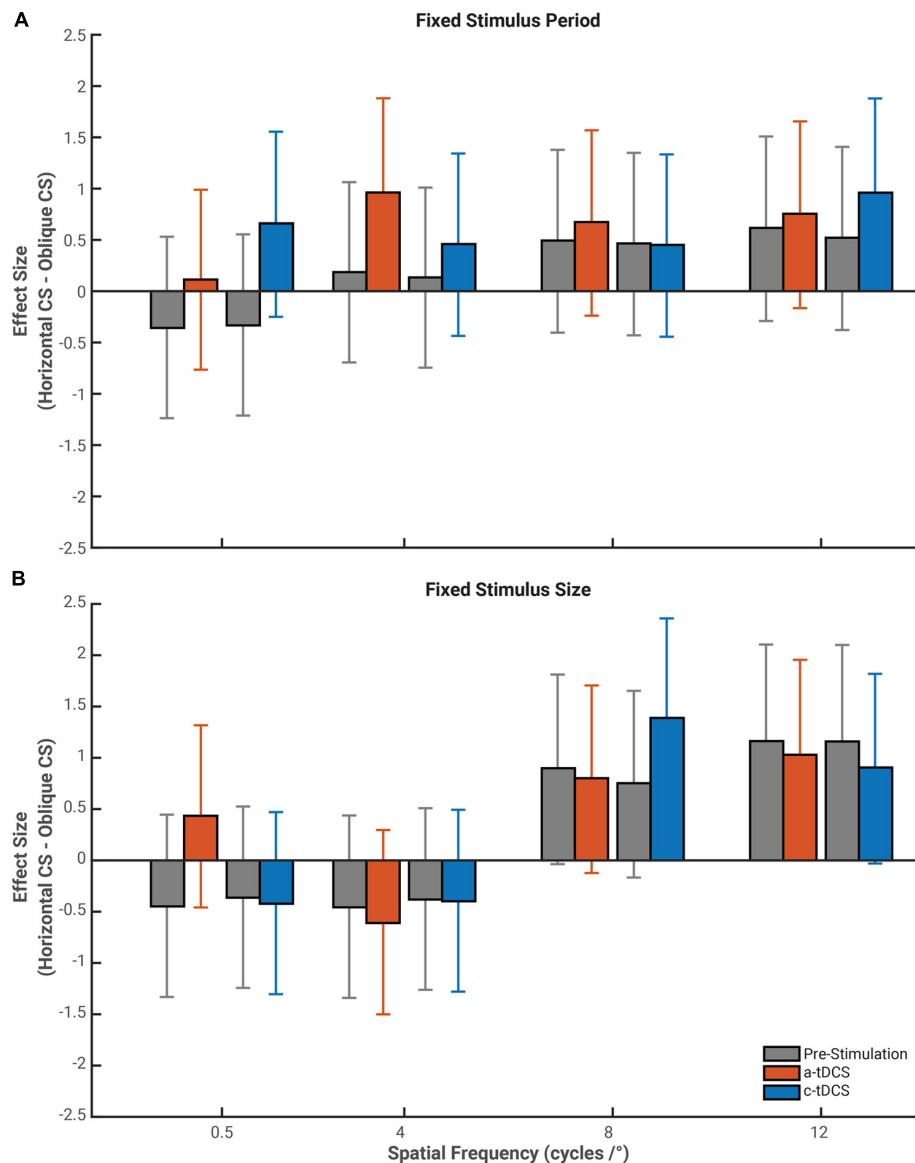 A
Fixed Stimulus Period
2.5
2
1.5
1
0.5
0
-0.5
-1
-1.5
-2
-2.5
Effect Size
(Horizontal CS - Oblique CS)
B
Fixed Stimulus Size
2.5
2
1.5
1
0.5
0
-0.5
-1
-1.5
-2
-2.5
Effect Size
(Horizontal CS - Oblique CS)
Pre-Stimulation
a-tDCS
c-tDCS
0.5 4 8 12
Spatial Frequency (cycles /°)